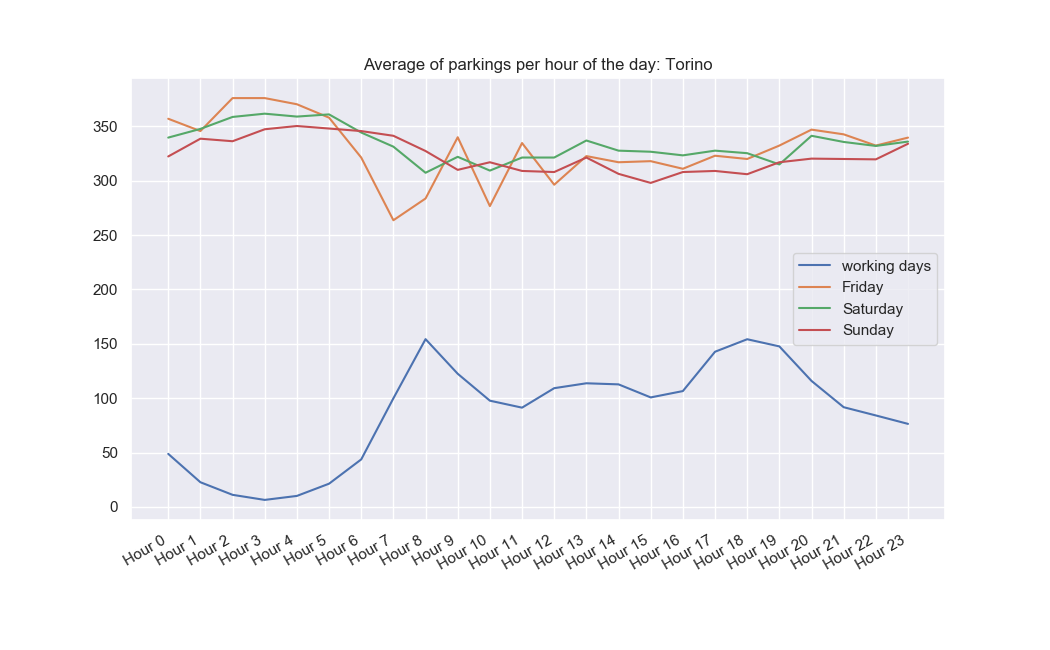 Average of parkings per hour of the day: Torino
350
300
250
200
150
100
50
0
working days
Friday
Saturday
Sunday
Hour 0
Hour 1
Hour 2
Hour 3
Hour 4
Hour 5
Hour 6
Hour 7
Hour 8
Hour 9
Hour 10
Hour 11
Hour 12
Hour 13
Hour 14
Hour 15
Hour 16
Hour 17
Hour 18
Hour 19
Hour 20
Hour 21
Hour 22
Hour 23